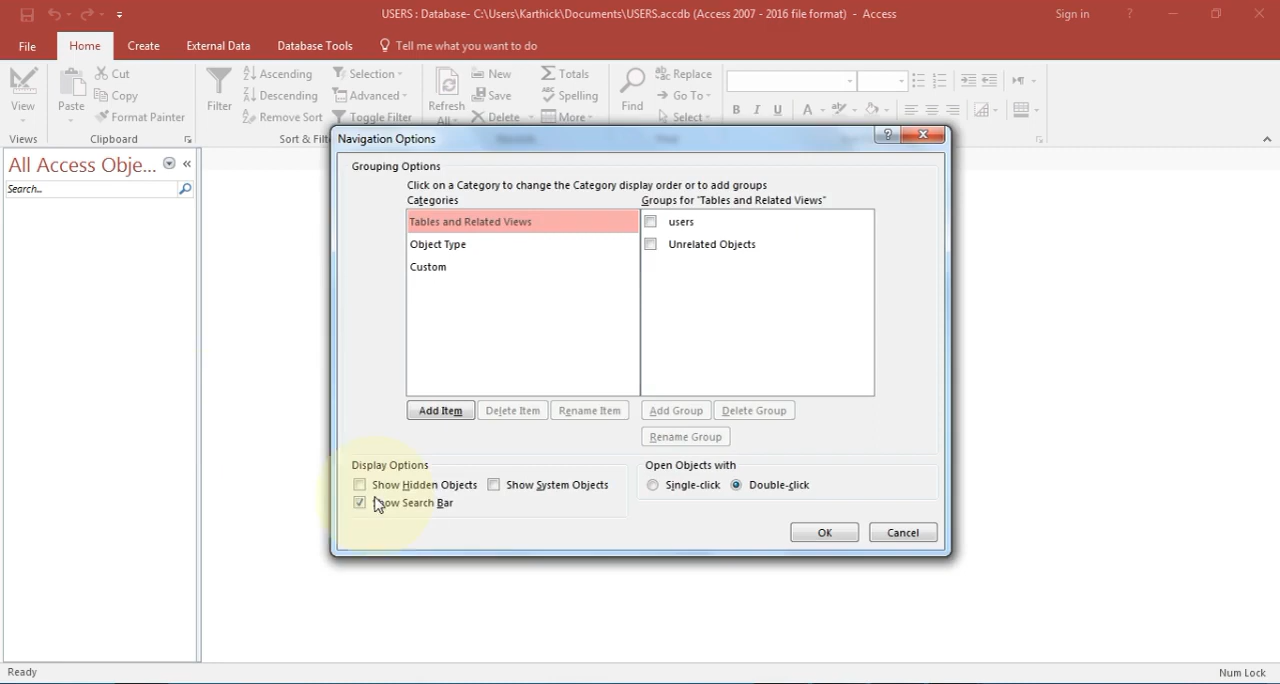 USERS : Database- C:\Users\Karthick\Documents\USERS.accdb (Access 2007 - 2016 file format) - Access
Sign in
File
Home
Create
External Data
Database Tools
Tell me what you want to do
View
Views
Paste
Cut
Copy
Format Painter
Clipboard
Filter
Ascending
Descending
Remove Sort
Selection
Advanced
Toggle Filter
Sort & Filt
Refresh
All
New
Save
Delete
Totals
Spelling
More
Find
Replace
Go To
Select
B I U
All Access Obje...
Search...
Navigation Options
Grouping Options
Click on a Category to change the Category display order or to add groups
Categories
Groups for "Tables and Related Views"
Tables and Related Views
Object Type
Custom
users
Unrelated Objects
Add Item
Delete Item
Rename Item
Add Group
Delete Group
Rename Group
Display Options
Show Hidden Objects
Show System Objects
Show Search Bar
Open Objects with
Single-click
Double-click
OK
Cancel
Ready
Num Lock